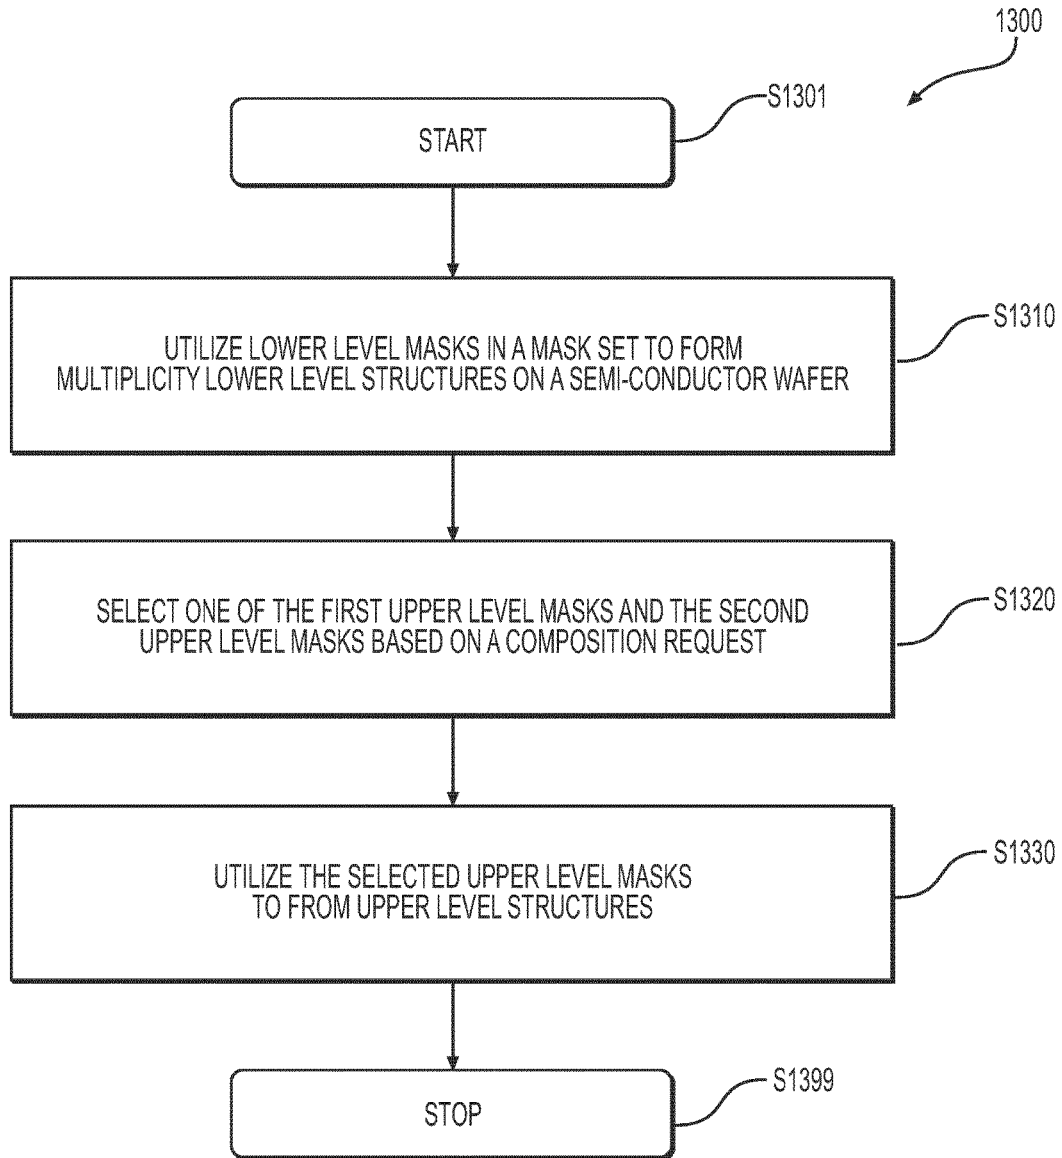 1300
S1301
START
S1310
UTILIZE LOWER LEVEL MASKS IN A MASK SET TO FORM
MULTIPLICITY LOWER LEVEL STRUCTURES ON A SEMI-CONDUCTOR WAFER
S1320
SELECT ONE OF THE FIRST UPPER LEVEL MASKS AND THE SECOND
UPPER LEVEL MASKS BASED ON A COMPOSITION REQUEST
S1330
UTILIZE THE SELECTED UPPER LEVEL MASKS
TO FROM UPPER LEVEL STRUCTURES
S1399
STOP